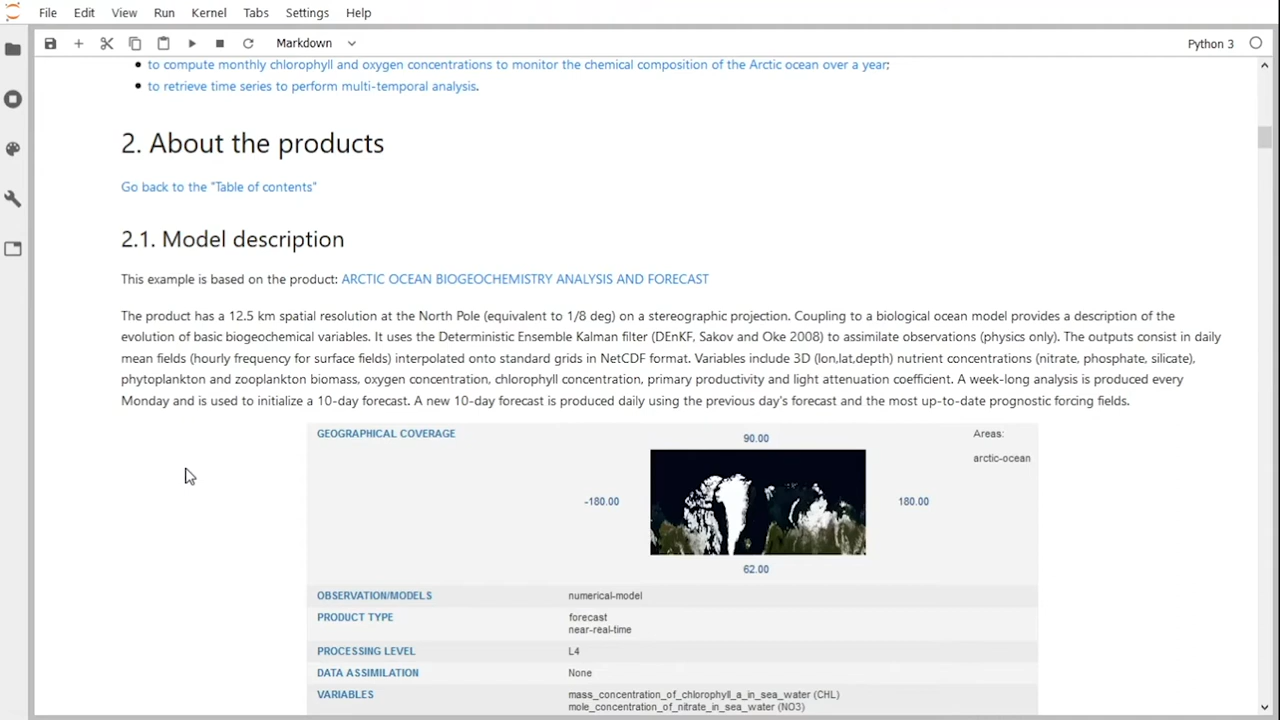 File Edit View Run Kernel Tabs Settings Help
Markdown Python 3
to compute monthly chlorophyll and oxygen concentrations to monitor the chemical composition of the Arctic ocean over a year;
to retrieve time series to perform multi-temporal analysis.
2. About the products
Go back to the "Table of contents"
2.1. Model description
This example is based on the product: ARCTIC OCEAN BIOGEOCHEMISTRY ANALYSIS AND FORECAST
The product has a 12.5 km spatial resolution at the North Pole (equivalent to 1/8 deg) on a stereographic projection. Coupling to a biological ocean model provides a description of the
evolution of basic biogeochemical variables. It uses the Deterministic Ensemble Kalman filter (DEnKF, Sakov and Oke 2008) to assimilate observations (physics only). The outputs consist in daily
mean fields (hourly frequency for surface fields) interpolated onto standard grids in NetCDF format. Variables include 3D (lon,lat,depth) nutrient concentrations (nitrate, phosphate, silicate),
phytoplankton and zooplankton biomass, oxygen concentration, chlorophyll concentration, primary productivity and light attenuation coefficient. A week-long analysis is produced every
Monday and is used to initialize a 10-day forecast. A new 10-day forecast is produced daily using the previous day's forecast and the most up-to-date prognostic forcing fields.
GEOGRAPHICAL COVERAGE 90.00 Areas:
arctic-ocean
-180.00 180.00
62.00
OBSERVATION/MODELS numerical-model
PRODUCT TYPE forecast
near-real-time
PROCESSING LEVEL L4
DATA ASSIMILATION None
VARIABLES mass_concentration_of_chlorophyll_a_in_sea_water (CHL)
mole_concentration_of_nitrate_in_sea_water (NO3)